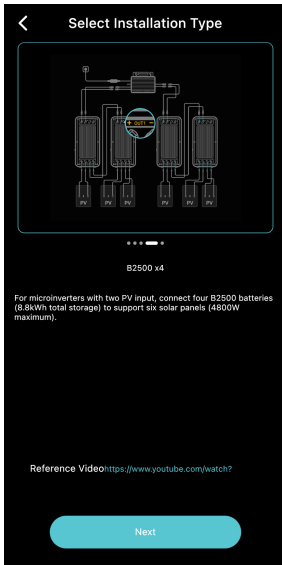 Select Installation Type
+ OUT1 −
PV PV PV PV PV PV
B2500 x4
For microinverters with two PV input, connect four B2500 batteries
(8.8kWh total storage) to support six solar panels (4800W
maximum).
Reference Videohttps://www.youtube.com/watch?
Next